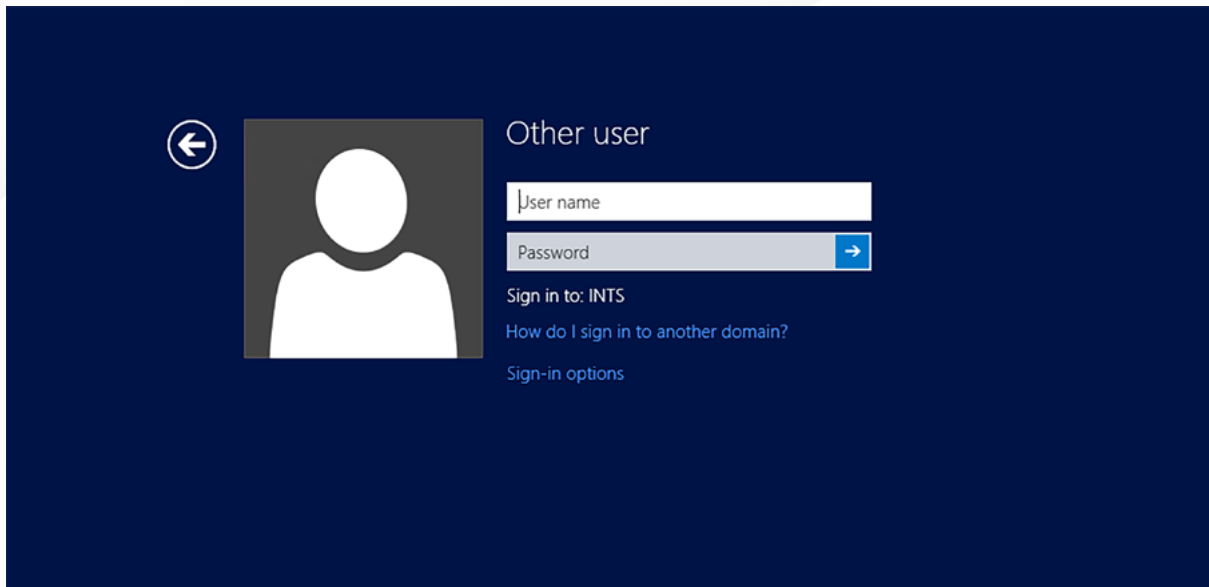 Other user
User name
Password
Sign in to: INTS
How do I sign in to another domain?
Sign-in options